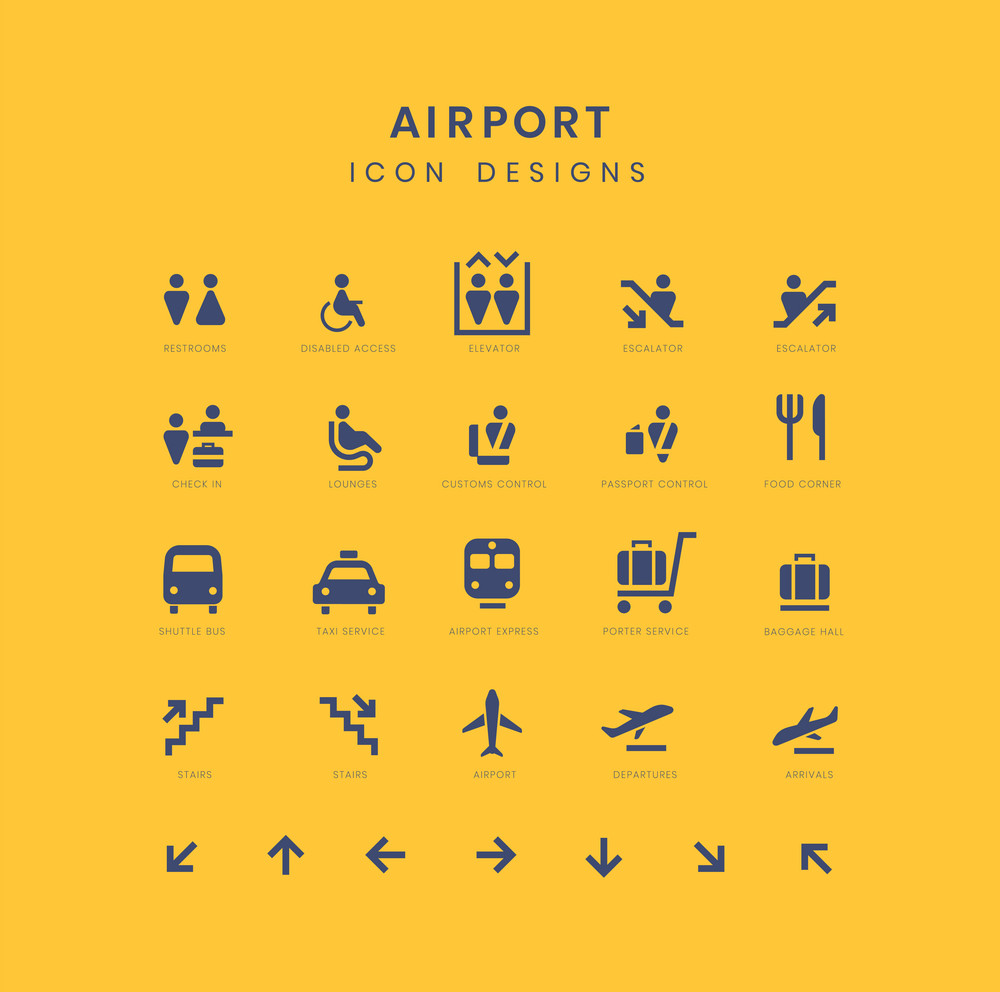 AIRPORT
ICON DESIGNS
RESTROOMS
DISABLED ACCESS
ELEVATOR
ESCALATOR
ESCALATOR
CHECK IN
LOUNGES
CUSTOMS CONTROL
PASSPORT CONTROL
FOOD CORNER
SHUTTLE BUS
TAXI SERVICE
AIRPORT EXPRESS
PORTER SERVICE
BAGGAGE HALL
STAIRS
STAIRS
AIRPORT
DEPARTURES
ARRIVALS